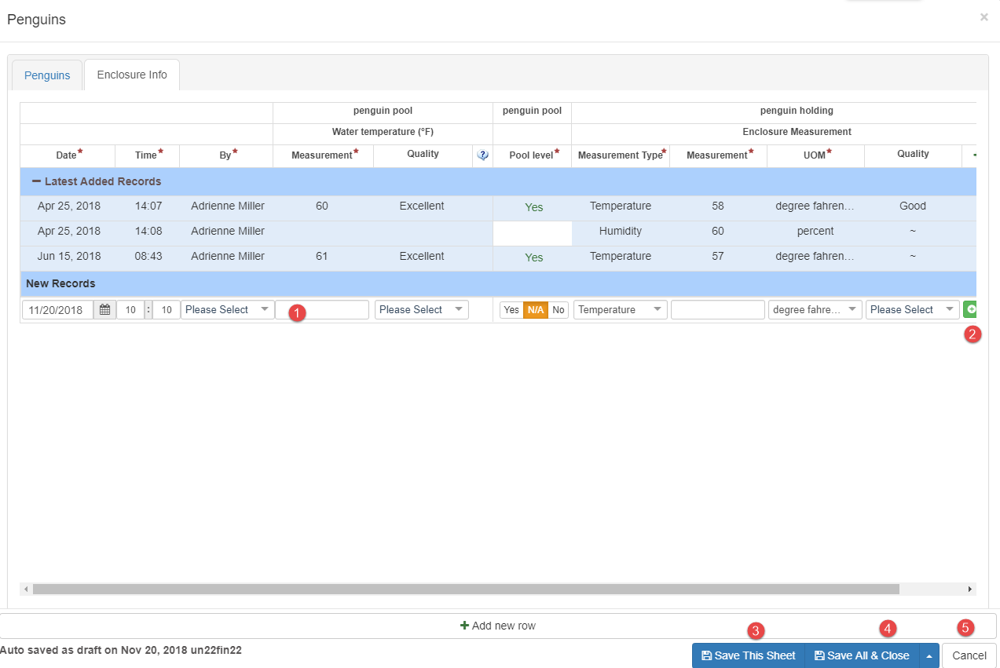 Penguins ×
Penguins Enclosure Info
penguin pool penguin pool penguin holding
Water temperature (°F) Enclosure Measurement
Date* Time* By* Measurement* Quality ? Pool level* Measurement Type* Measurement* UOM* Quality
Latest Added Records
Apr 25, 2018 14:07 Adrienne Miller 60 Excellent Yes Temperature 58 degree fahren... Good
Apr 25, 2018 14:08 Adrienne Miller Humidity 60 percent ~
Jun 15, 2018 08:43 Adrienne Miller 61 Excellent Yes Temperature 57 degree fahren... ~
New Records
11/20/2018 10 : 10 Please Select 1 Please Select Yes N/A No Temperature degree fahre... Please Select
2
+ Add new row
3 4 5
Auto saved as draft on Nov 20, 2018 un22fin22
Save This Sheet Save All & Close Cancel